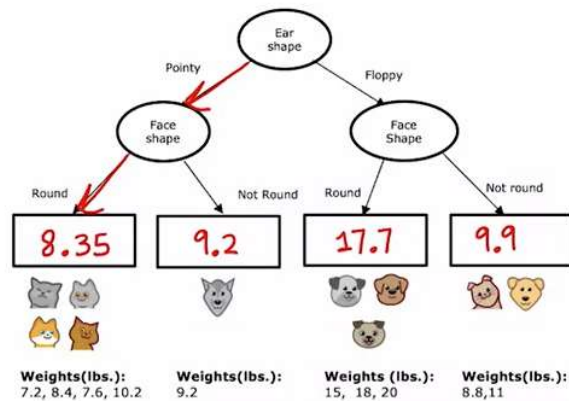 Ear
shape
Pointy
Floppy
Face
shape
Face
Shape
Round
Not Round
Round
Not round
8.35
9.2
17.7
9.9
Weights(lbs.):
7.2, 8.4, 7.6, 10.2
Weights(lbs.):
9.2
Weights (lbs.):
15, 18, 20
Weights(lbs.):
8.8,11